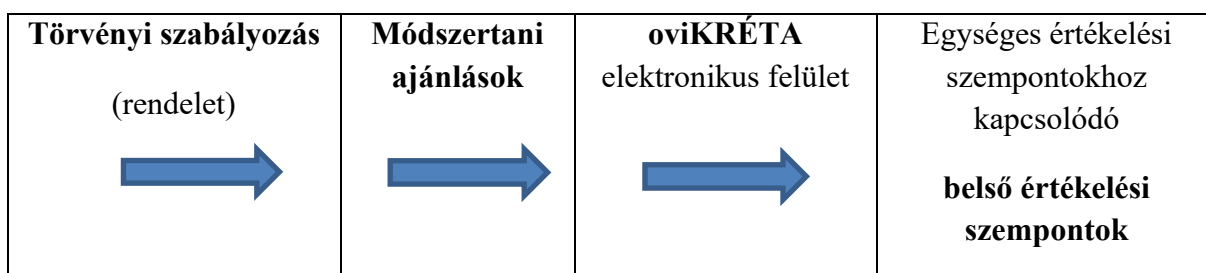 Törvényi szabályozás
(rendelet)
Módszertani
ajánlások
oviKRÉTA
elektronikus felület
Egységes értékelési
szempontokhoz
kapcsolódó
belső értékelési
szempontok